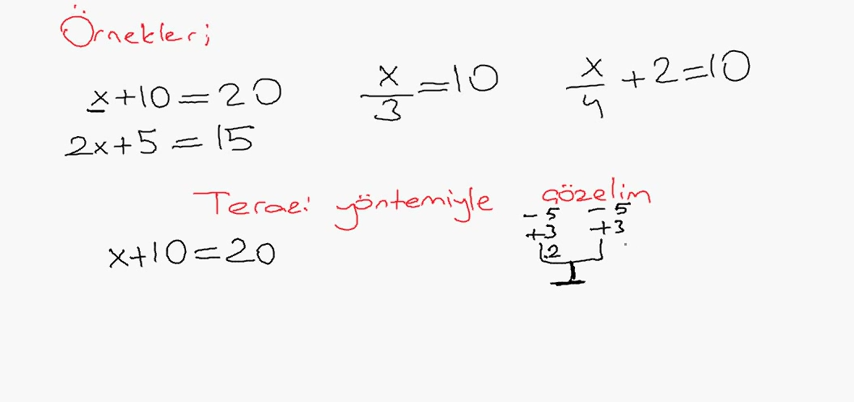 Örnekleri
x+10=20
x/3=10
x/4+2=10
2x+5=15
Terazi yöntemiyle çözelim
-5 -5
+3 +3
x+10=20
2